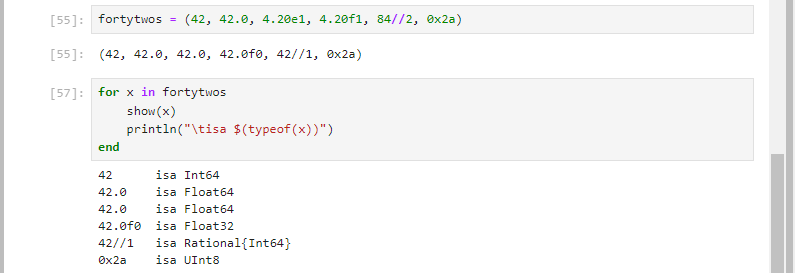 [55]: fortytwos = (42, 42.0, 4.20e1, 4.20f1, 84//2, 0x2a)
[55]: (42, 42.0, 42.0, 42.0f0, 42//1, 0x2a)
[57]: for x in fortytwos
    show(x)
    println("\tisa $(typeof(x))")
end
42      isa Int64
42.0    isa Float64
42.0    isa Float64
42.0f0  isa Float32
42//1   isa Rational{Int64}
0x2a    isa UInt8